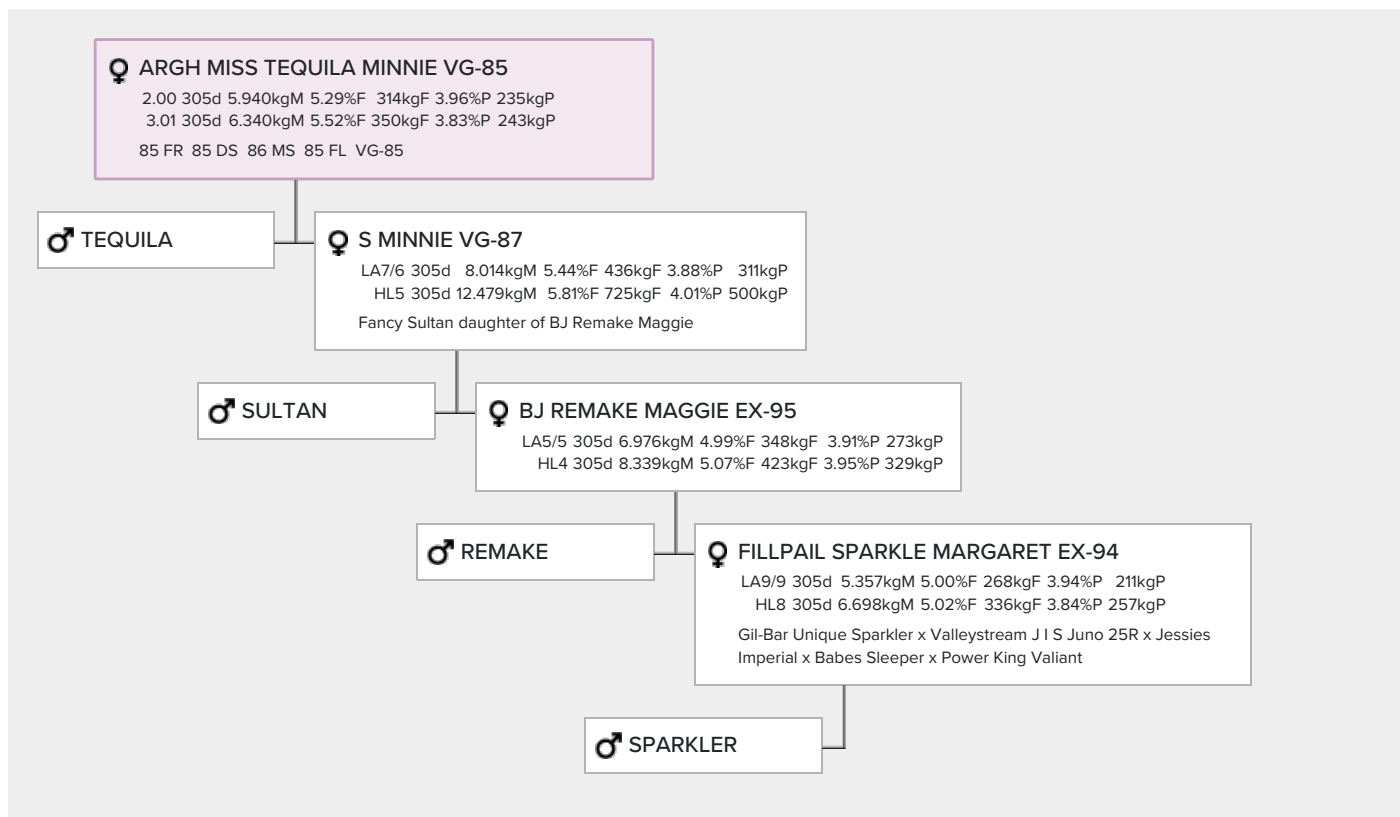 ARGH MISS TEQUILA MINNIE VG-85
2.00 305d 5.940kgM 5.29%F 314kgF 3.96%P 235kgP
3.01 305d 6.340kgM 5.52%F 350kgF 3.83%P 243kgP
85 FR 85 DS 86 MS 85 FL VG-85
TEQUILA
S MINNIE VG-87
LA7/6 305d 8.014kgM 5.44%F 436kgF 3.88%P 311kgP
HL5 305d 12.479kgM 5.81%F 725kgF 4.01%P 500kgP
Fancy Sultan daughter of BJ Remake Maggie
SULTAN
BJ REMAKE MAGGIE EX-95
LA5/5 305d 6.976kgM 4.99%F 348kgF 3.91%P 273kgP
HL4 305d 8.339kgM 5.07%F 423kgF 3.95%P 329kgP
REMAKE
FILLPAIL SPARKLE MARGARET EX-94
LA9/9 305d 5.357kgM 5.00%F 268kgF 3.94%P 211kgP
HL8 305d 6.698kgM 5.02%F 336kgF 3.84%P 257kgP
Gil-Bar Unique Sparkler x Valleystream J I S Juno 25R x Jessies
Imperial x Babes Sleeper x Power King Valiant
SPARKLER